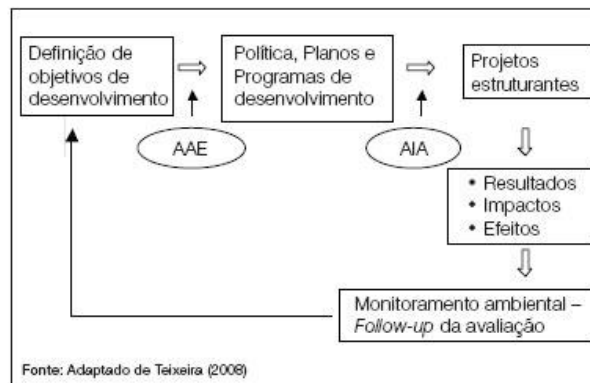 Definição de
objetivos de
desenvolvimento
Política, Planos e
Programas de
desenvolvimento
Projetos
estruturantes
AAE
AIA
• Resultados
• Impactos
• Efeitos
Monitoramento ambiental –
Follow-up da avaliação
Fonte: Adaptado de Teixeira (2008)